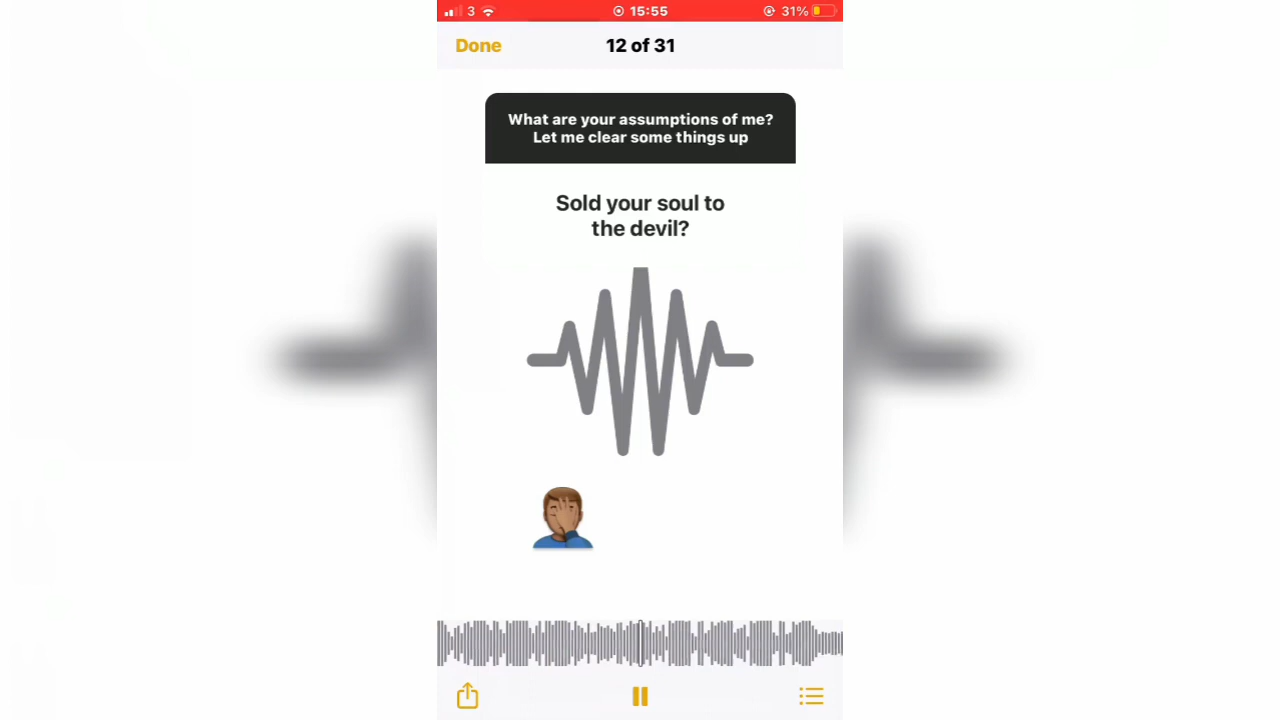 3 15:55 31%
Done 12 of 31
What are your assumptions of me?
Let me clear some things up
Sold your soul to
the devil?